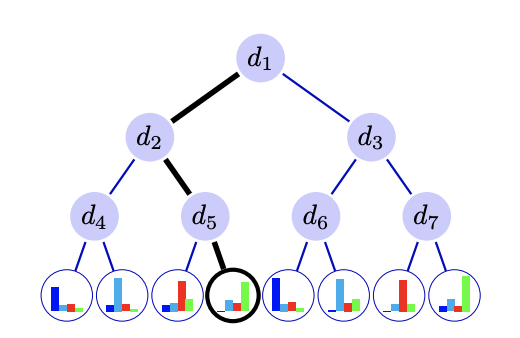 d₁
d₂ d₃
d₄ d₅ d₆ d₇